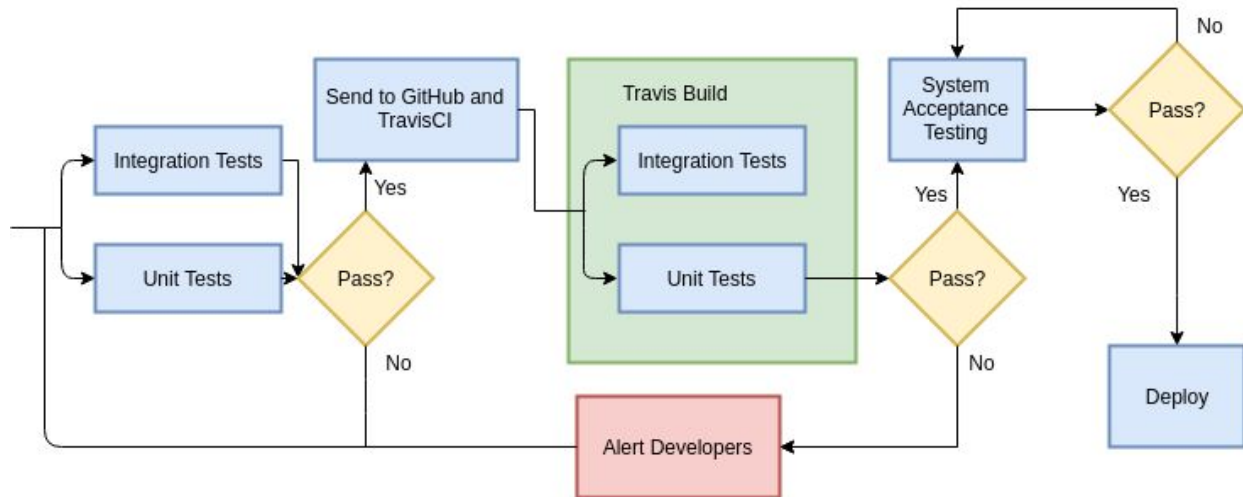 Integration Tests
Unit Tests
Pass?
Yes
No
Send to GitHub and
TravisCI
Travis Build
Integration Tests
Unit Tests
Pass?
Yes
No
Alert Developers
System
Acceptance
Testing
Pass?
No
Yes
Deploy